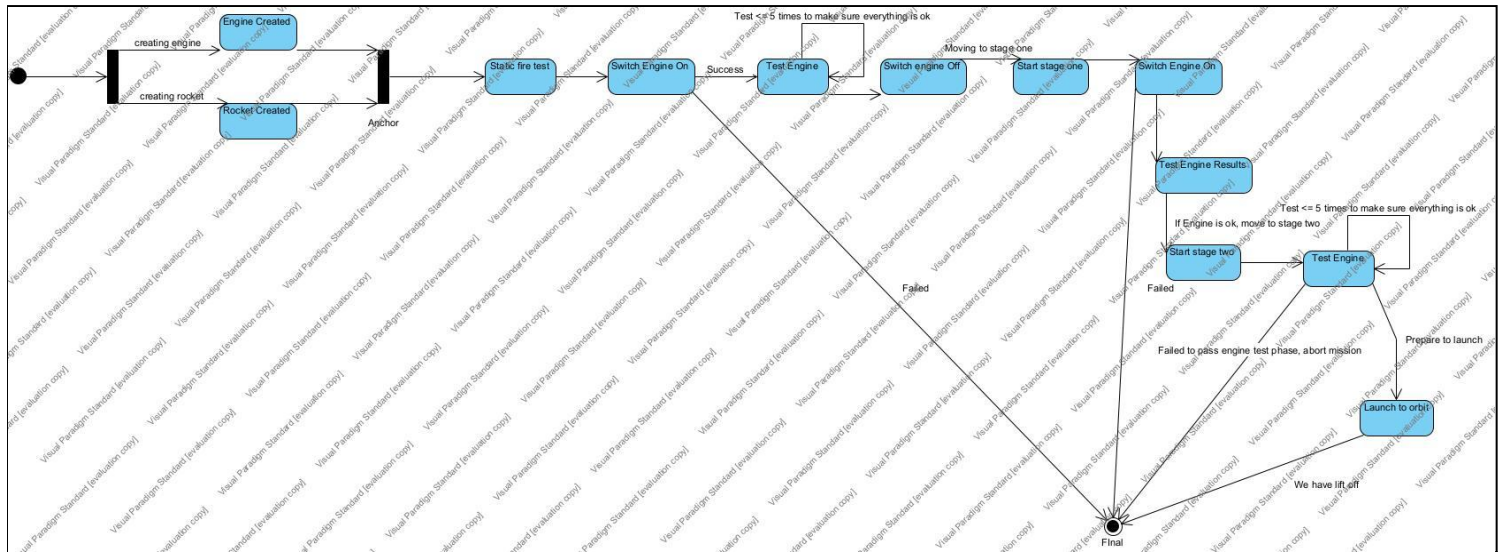 Engine Created
creating engine
creating rocket
Rocket Created
Anchor
Static fire test
Switch Engine On
Success
Test <= 5 times to make sure everything is ok
Test Engine
Switch engine Off
Moving to stage one
Start stage one
Switch Engine On
Test Engine Results
If Engine is ok, move to stage two
Test <= 5 times to make sure everything is ok
Start stage two
Test Engine
Failed
Failed
Failed to pass engine test phase, abort mission
Prepare to launch
Launch to orbit
We have lift off
FInal
Visual Paradigm Standard [evaluation copy]